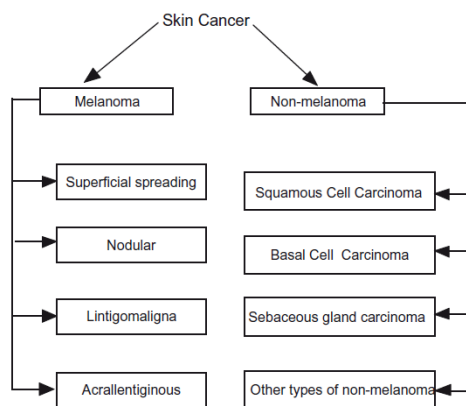 Skin Cancer
Melanoma
Non-melanoma
Superficial spreading
Squamous Cell Carcinoma
Nodular
Basal Cell Carcinoma
Lintigomaligna
Sebaceous gland carcinoma
Acrallentiginous
Other types of non-melanoma